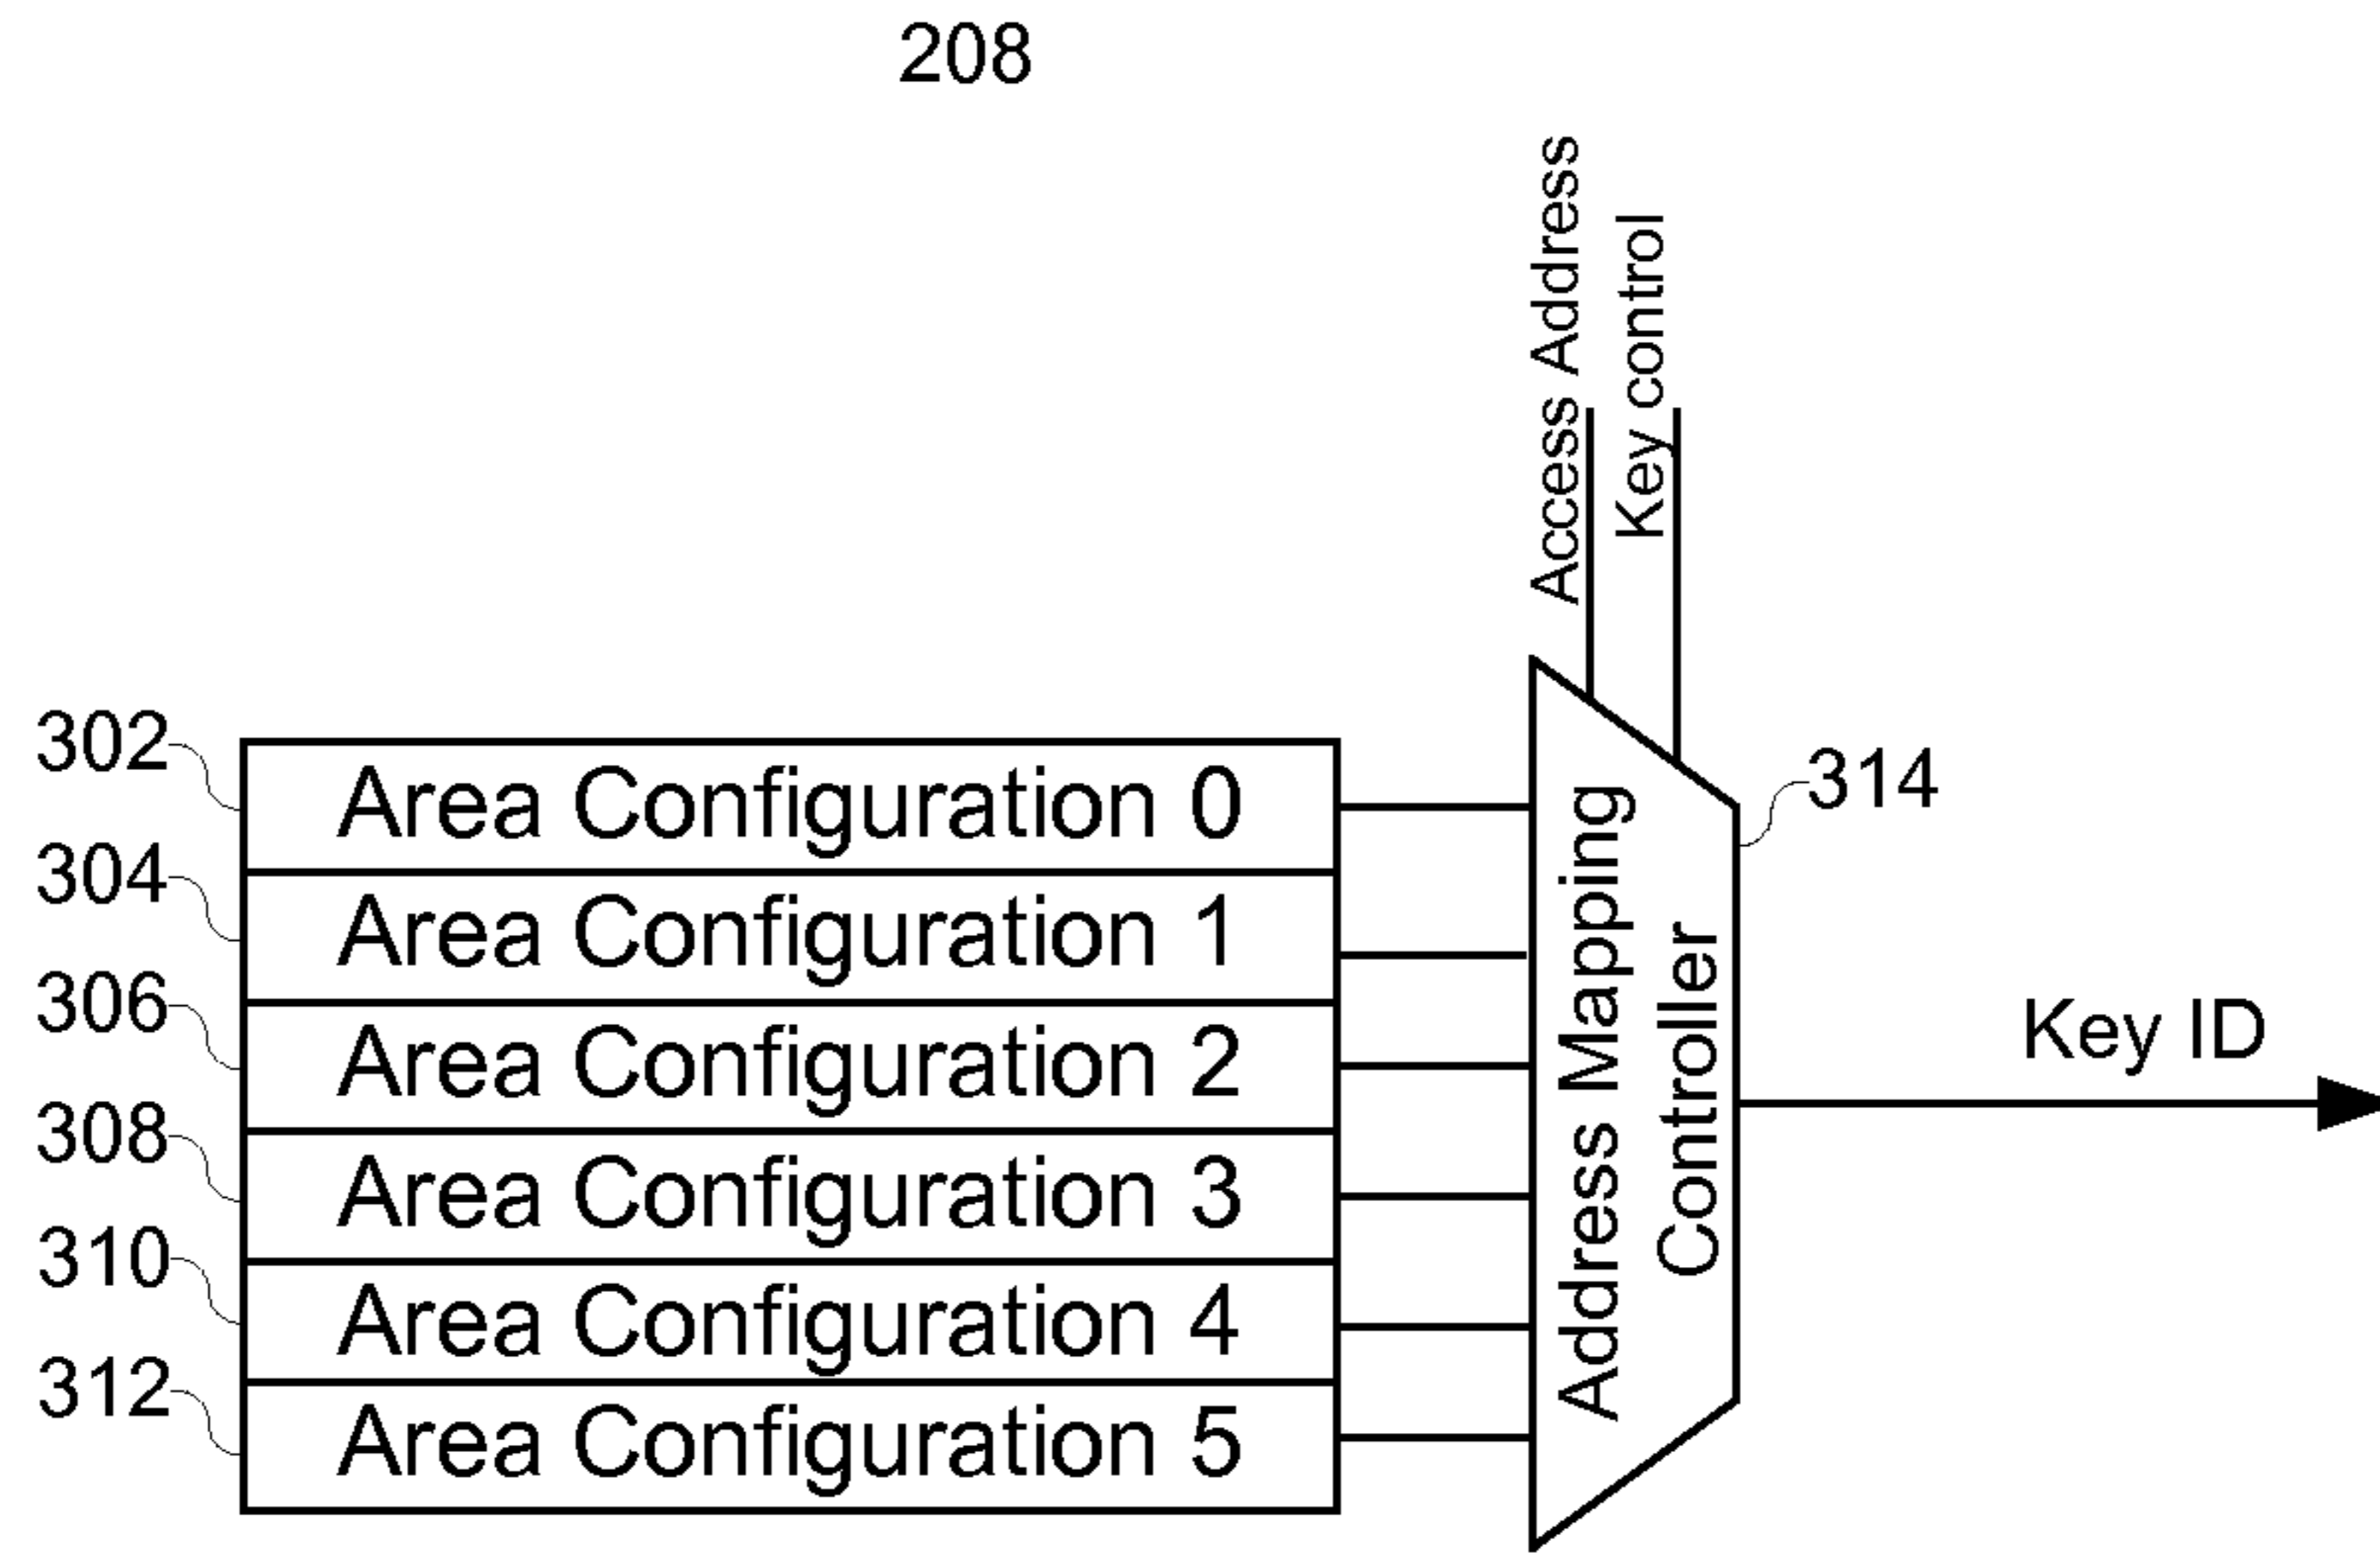 208
Access Address
Key control
302
Area Configuration 0
304
Area Configuration 1
306
Area Configuration 2
308
Area Configuration 3
310
Area Configuration 4
312
Area Configuration 5
Address Mapping
Controller
314
Key ID